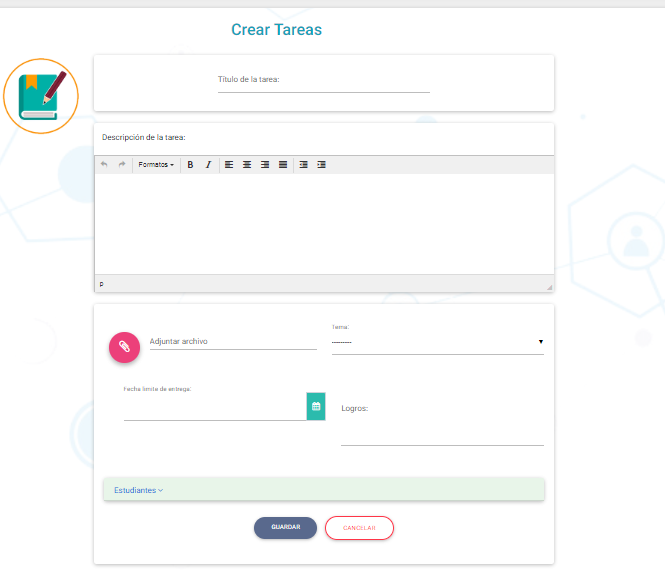 Crear Tareas
Título de la tarea:
Descripción de la tarea:
Formatos B I
p
Adjuntar archivo
Tema:
---------
Fecha límite de entrega:
Logros:
Estudiantes
GUARDAR
CANCELAR